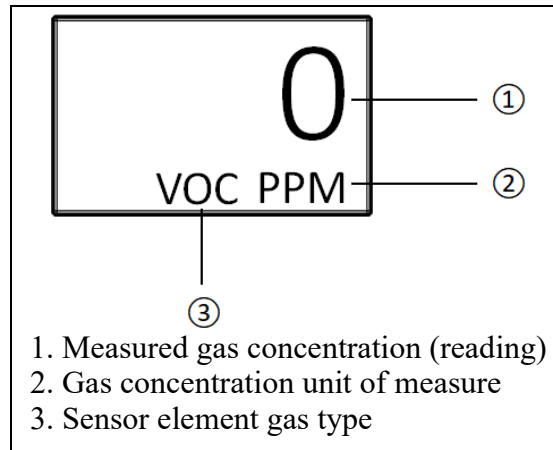 0
①
VOC PPM
②
③
1. Measured gas concentration (reading)
2. Gas concentration unit of measure
3. Sensor element gas type